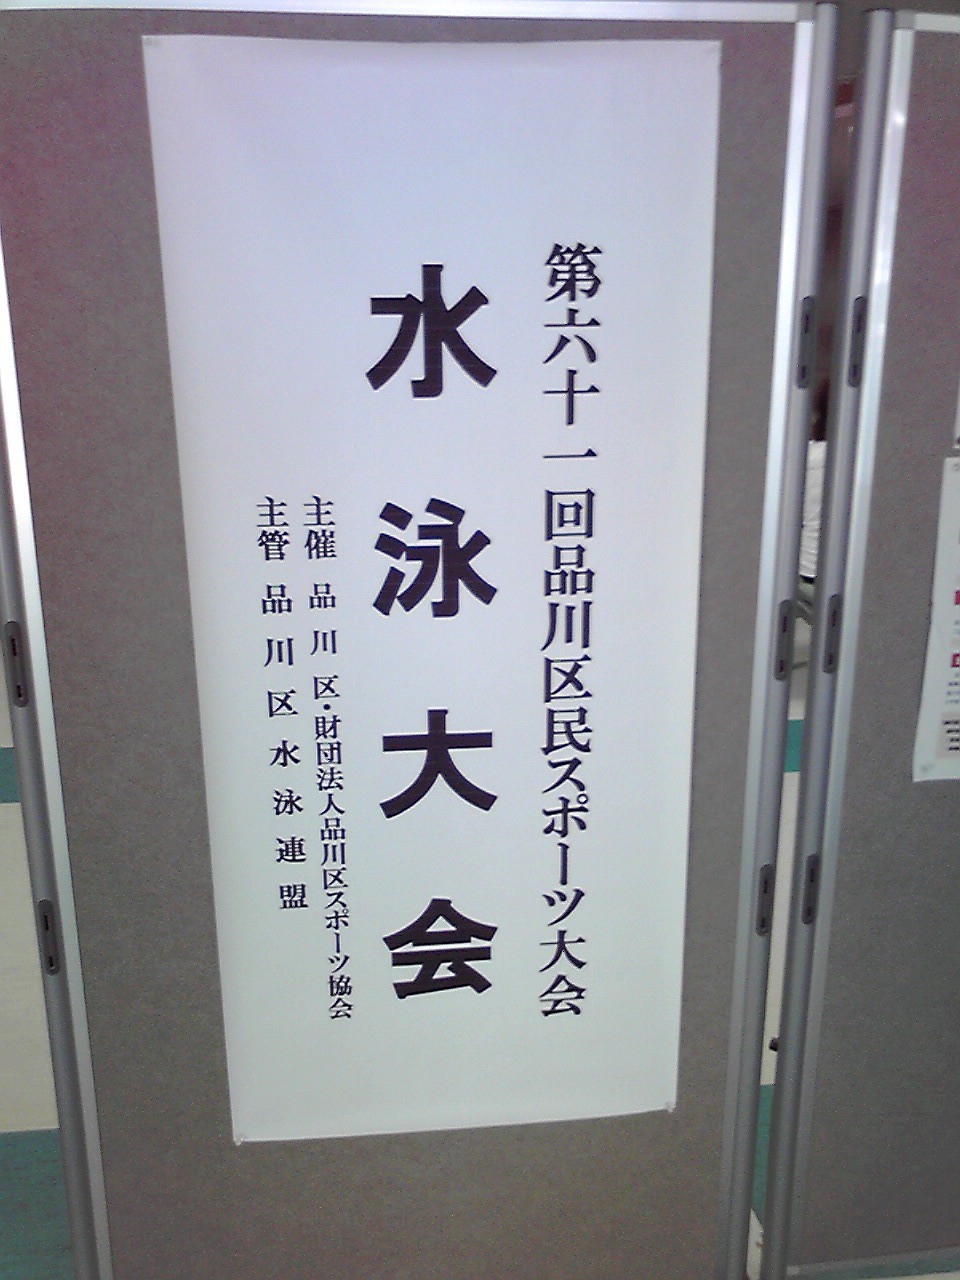 第六十一回品川区民スポーツ大会
水泳大会
主催 品川区・財団法人品川区スポーツ協会
主管 品川区水泳連盟